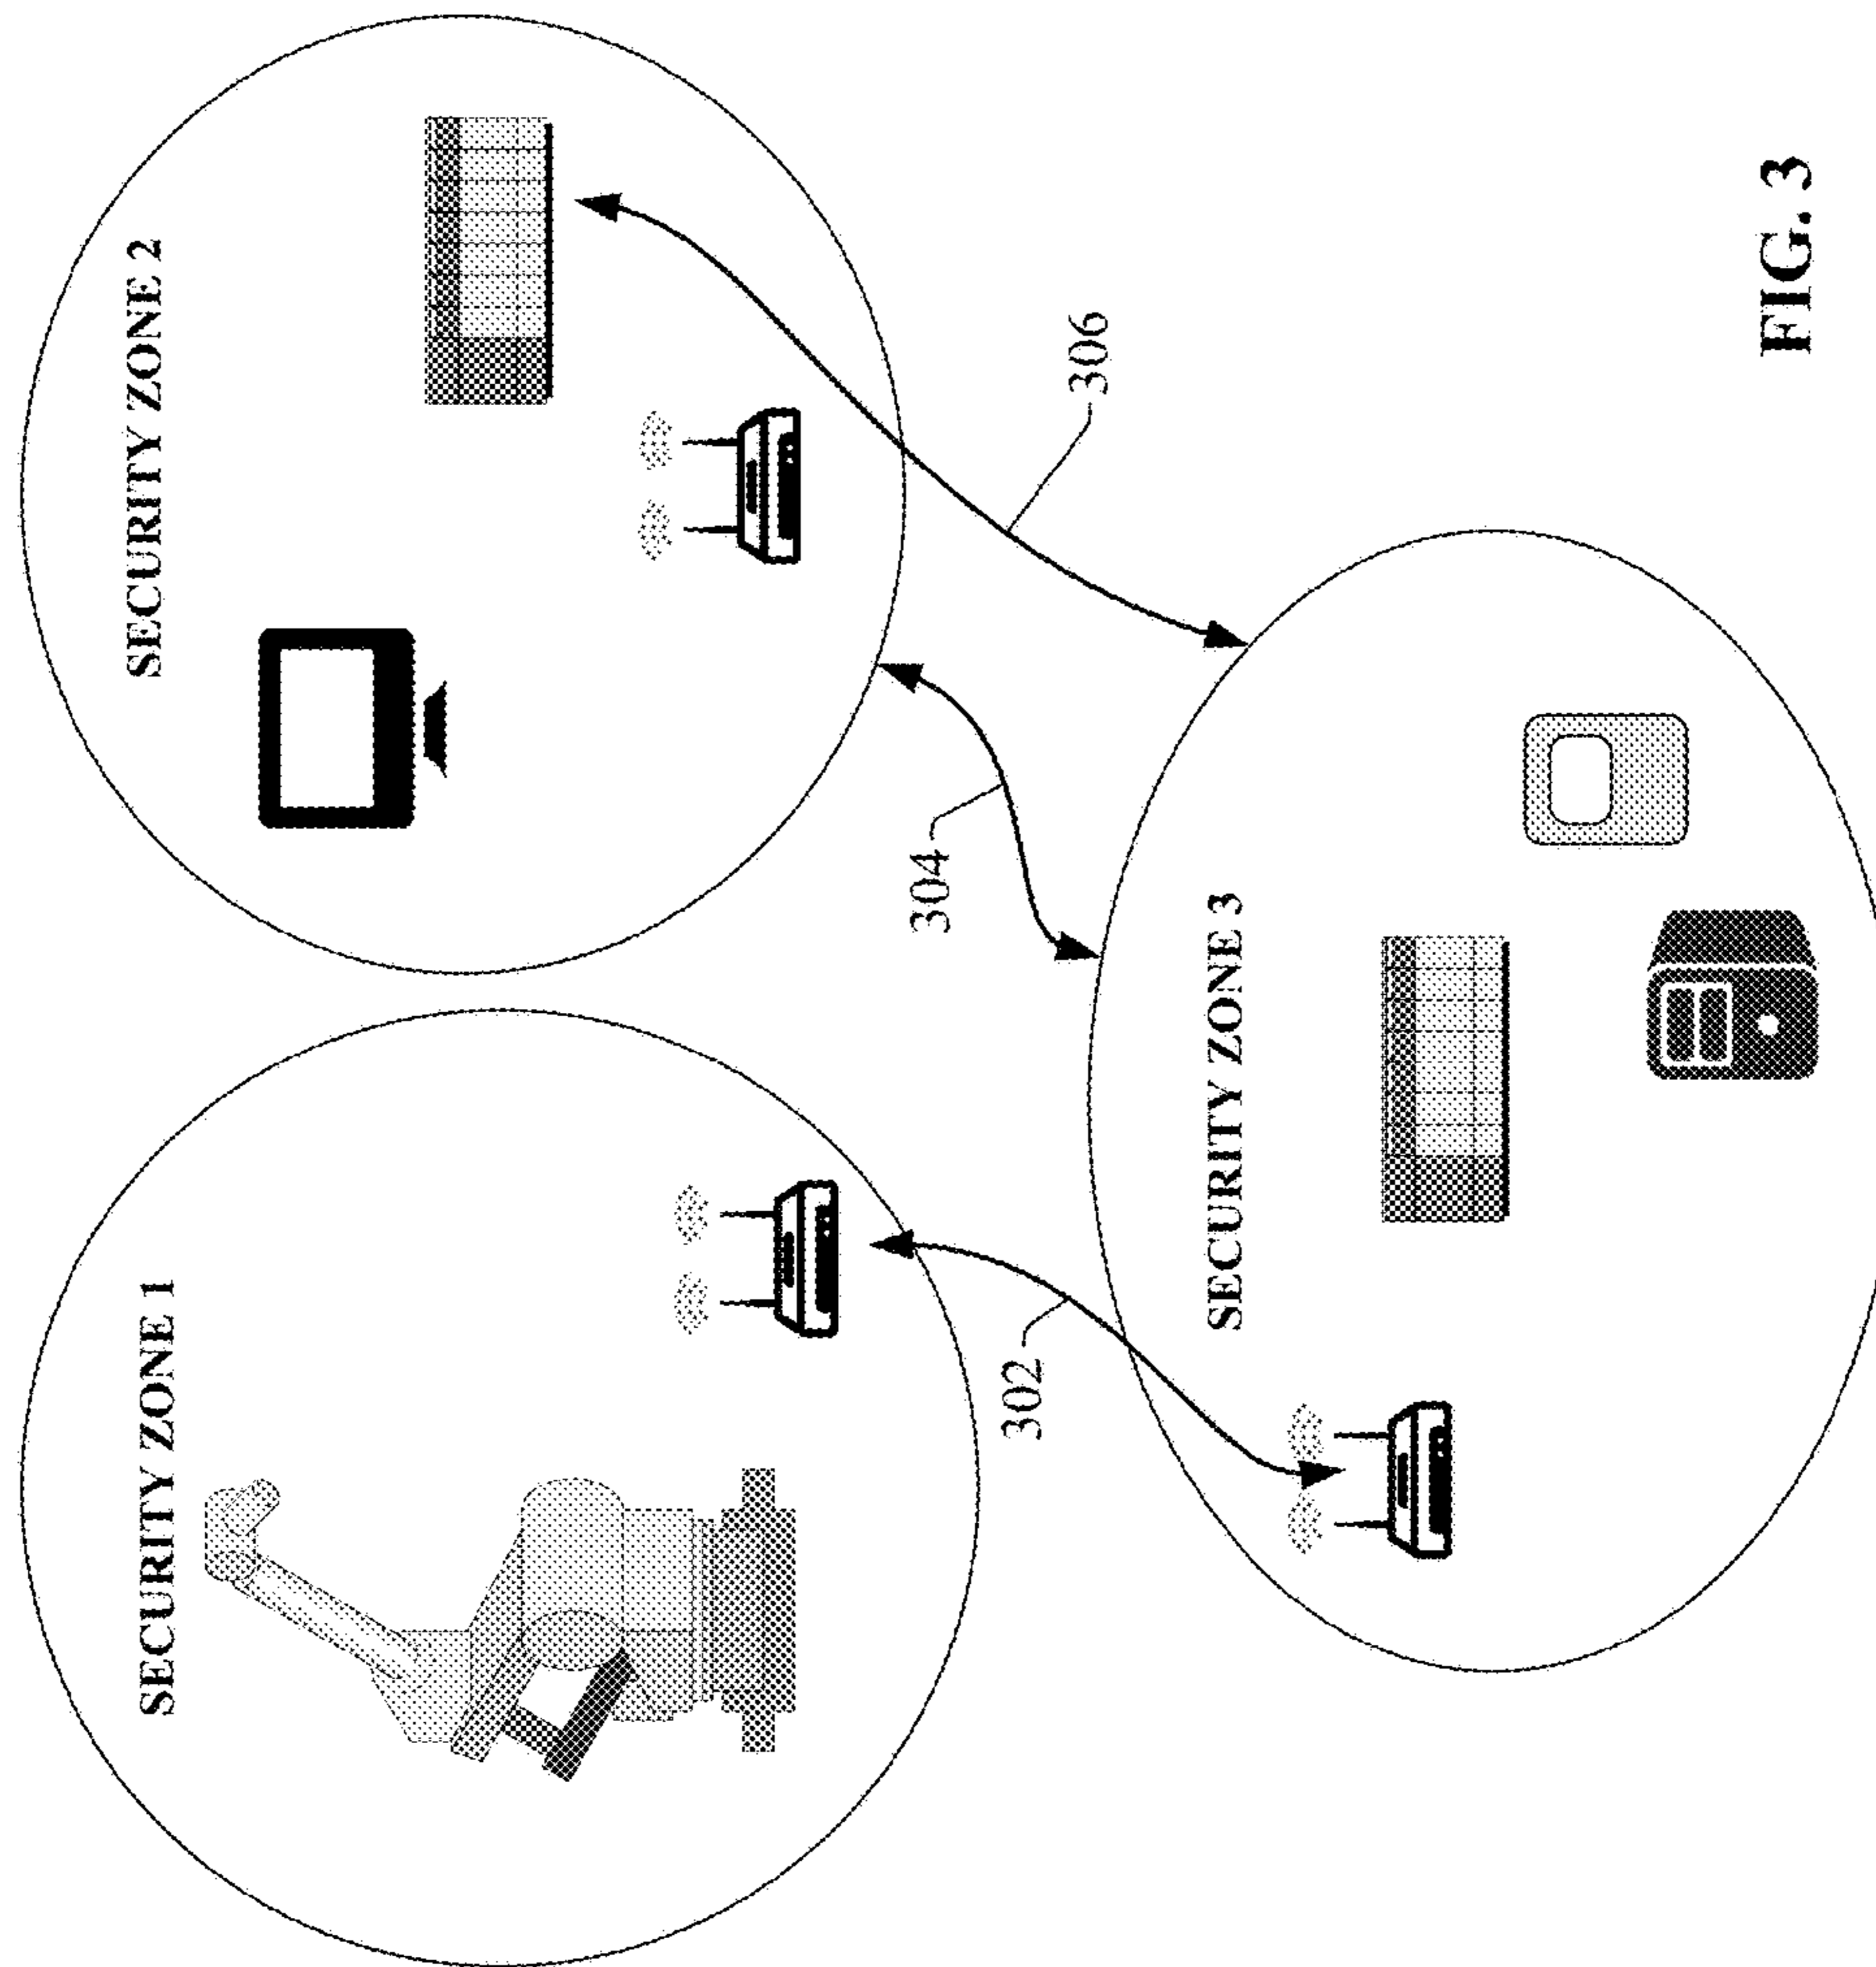 SECURITY ZONE 1
SECURITY ZONE 2
304
302
306
SECURITY ZONE 3
FIG. 3